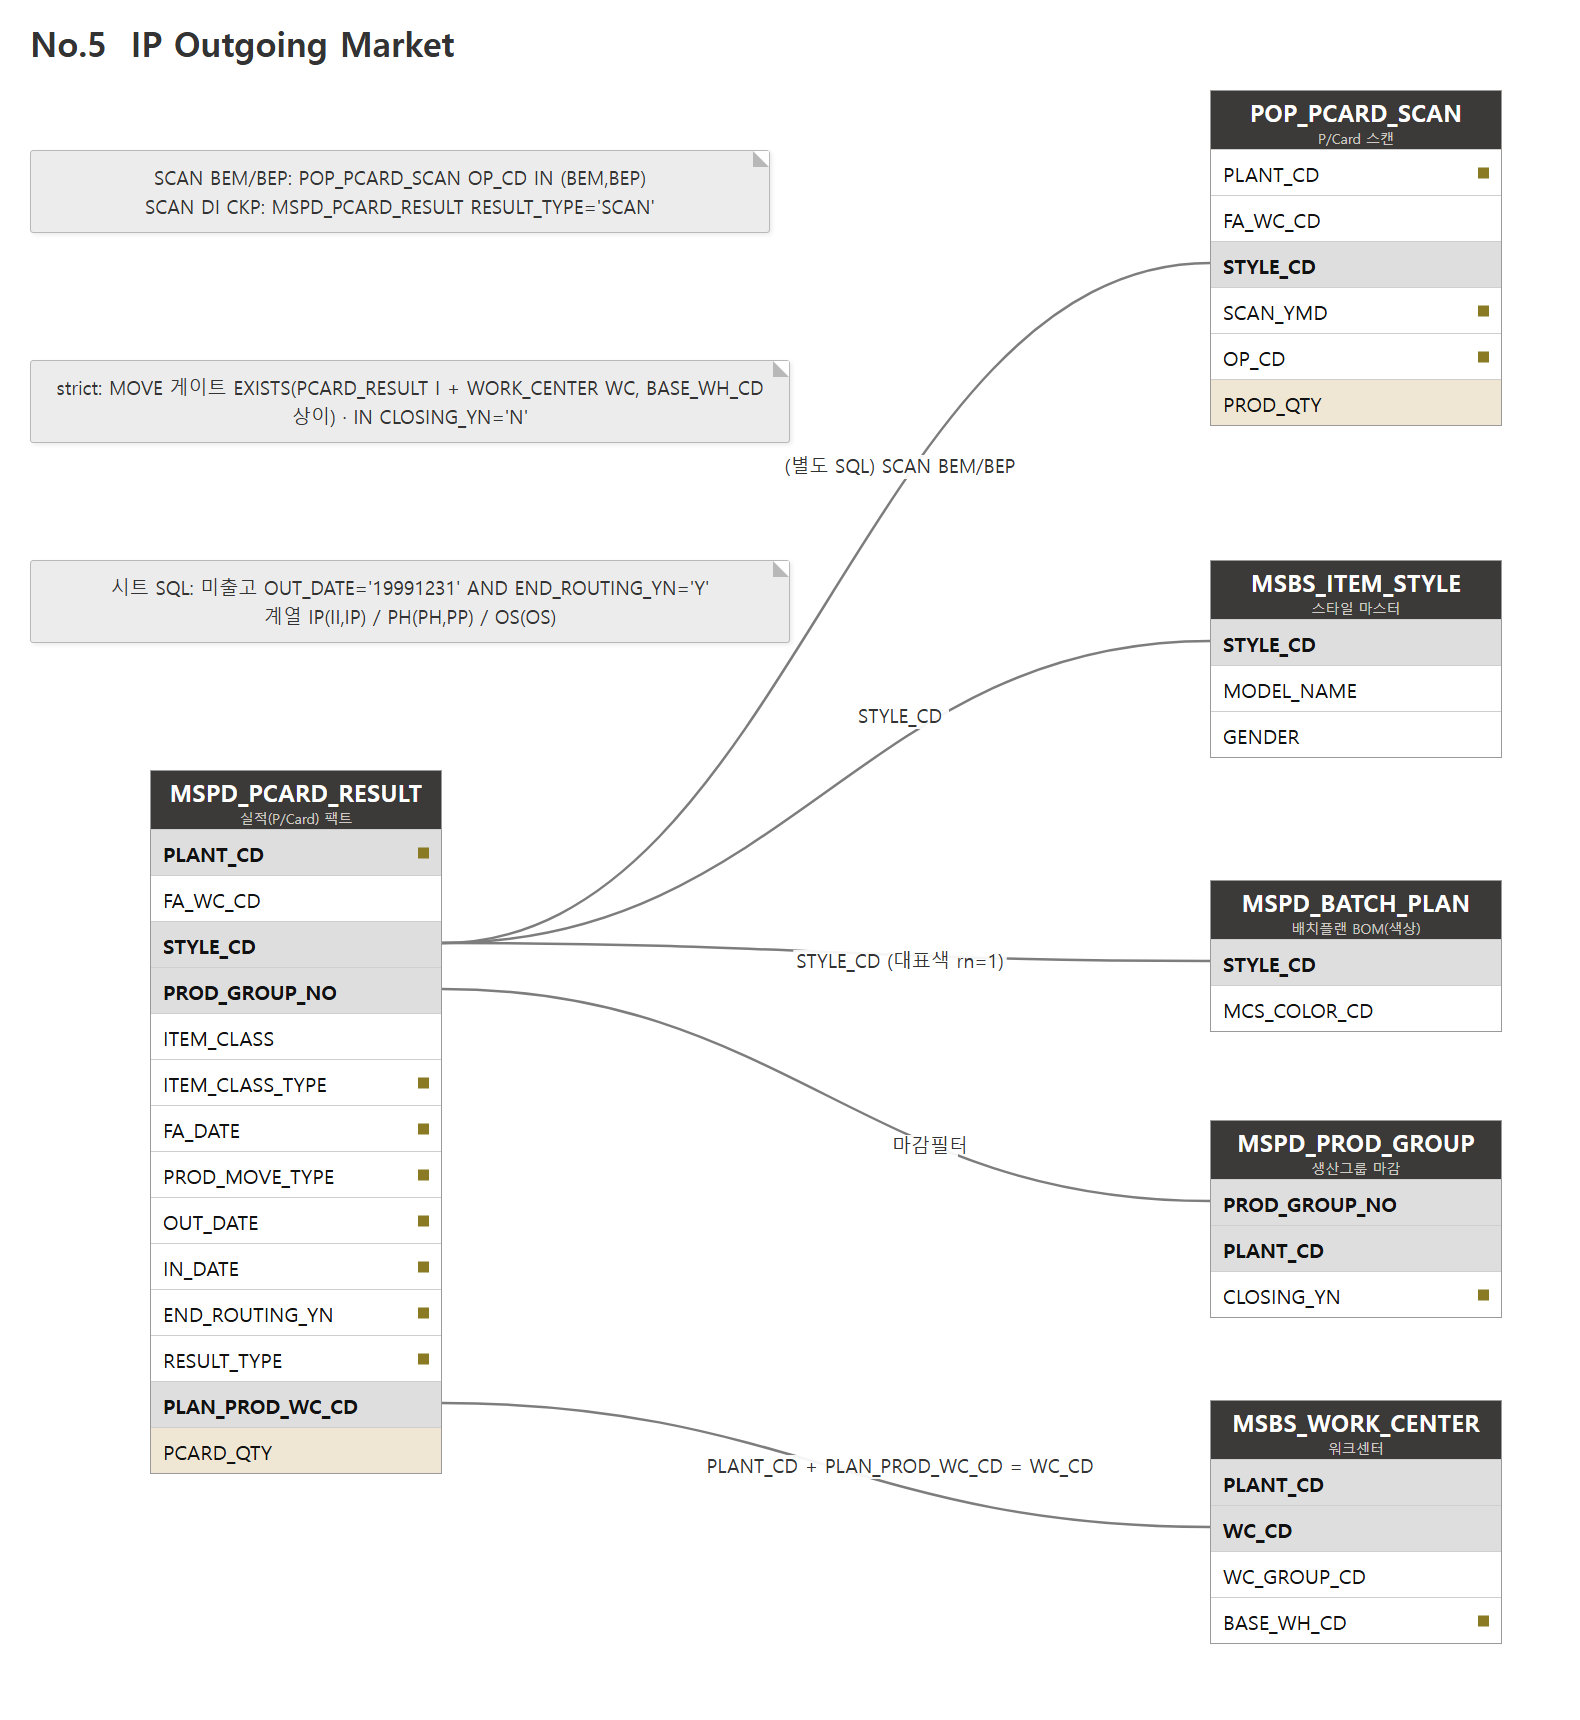 No.5 IP Outgoing Market
SCAN BEM/BEP: POP_PCARD_SCAN OP_CD IN (BEM,BEP)
SCAN DI CKP: MSPD_PCARD_RESULT RESULT_TYPE='SCAN'
strict: MOVE 게이트 EXISTS(PCARD_RESULT I + WORK_CENTER WC, BASE_WH_CD
상이) · IN CLOSING_YN='N'
시트 SQL: 미출고 OUT_DATE='19991231' AND END_ROUTING_YN='Y'
계열 IP(II,IP) / PH(PH,PP) / OS(OS)
MSPD_PCARD_RESULT
실적(P/Card) 팩트
PLANT_CD
FA_WC_CD
STYLE_CD
PROD_GROUP_NO
ITEM_CLASS
ITEM_CLASS_TYPE
FA_DATE
PROD_MOVE_TYPE
OUT_DATE
IN_DATE
END_ROUTING_YN
RESULT_TYPE
PLAN_PROD_WC_CD
PCARD_QTY
(별도 SQL) SCAN BEM/BEP
STYLE_CD
STYLE_CD (대표색 rn=1)
마감필터
PLANT_CD + PLAN_PROD_WC_CD = WC_CD
POP_PCARD_SCAN
P/Card 스캔
PLANT_CD
FA_WC_CD
STYLE_CD
SCAN_YMD
OP_CD
PROD_QTY
MSBS_ITEM_STYLE
스타일 마스터
STYLE_CD
MODEL_NAME
GENDER
MSPD_BATCH_PLAN
배치플랜 BOM(색상)
STYLE_CD
MCS_COLOR_CD
MSPD_PROD_GROUP
생산그룹 마감
PROD_GROUP_NO
PLANT_CD
CLOSING_YN
MSBS_WORK_CENTER
워크센터
PLANT_CD
WC_CD
WC_GROUP_CD
BASE_WH_CD